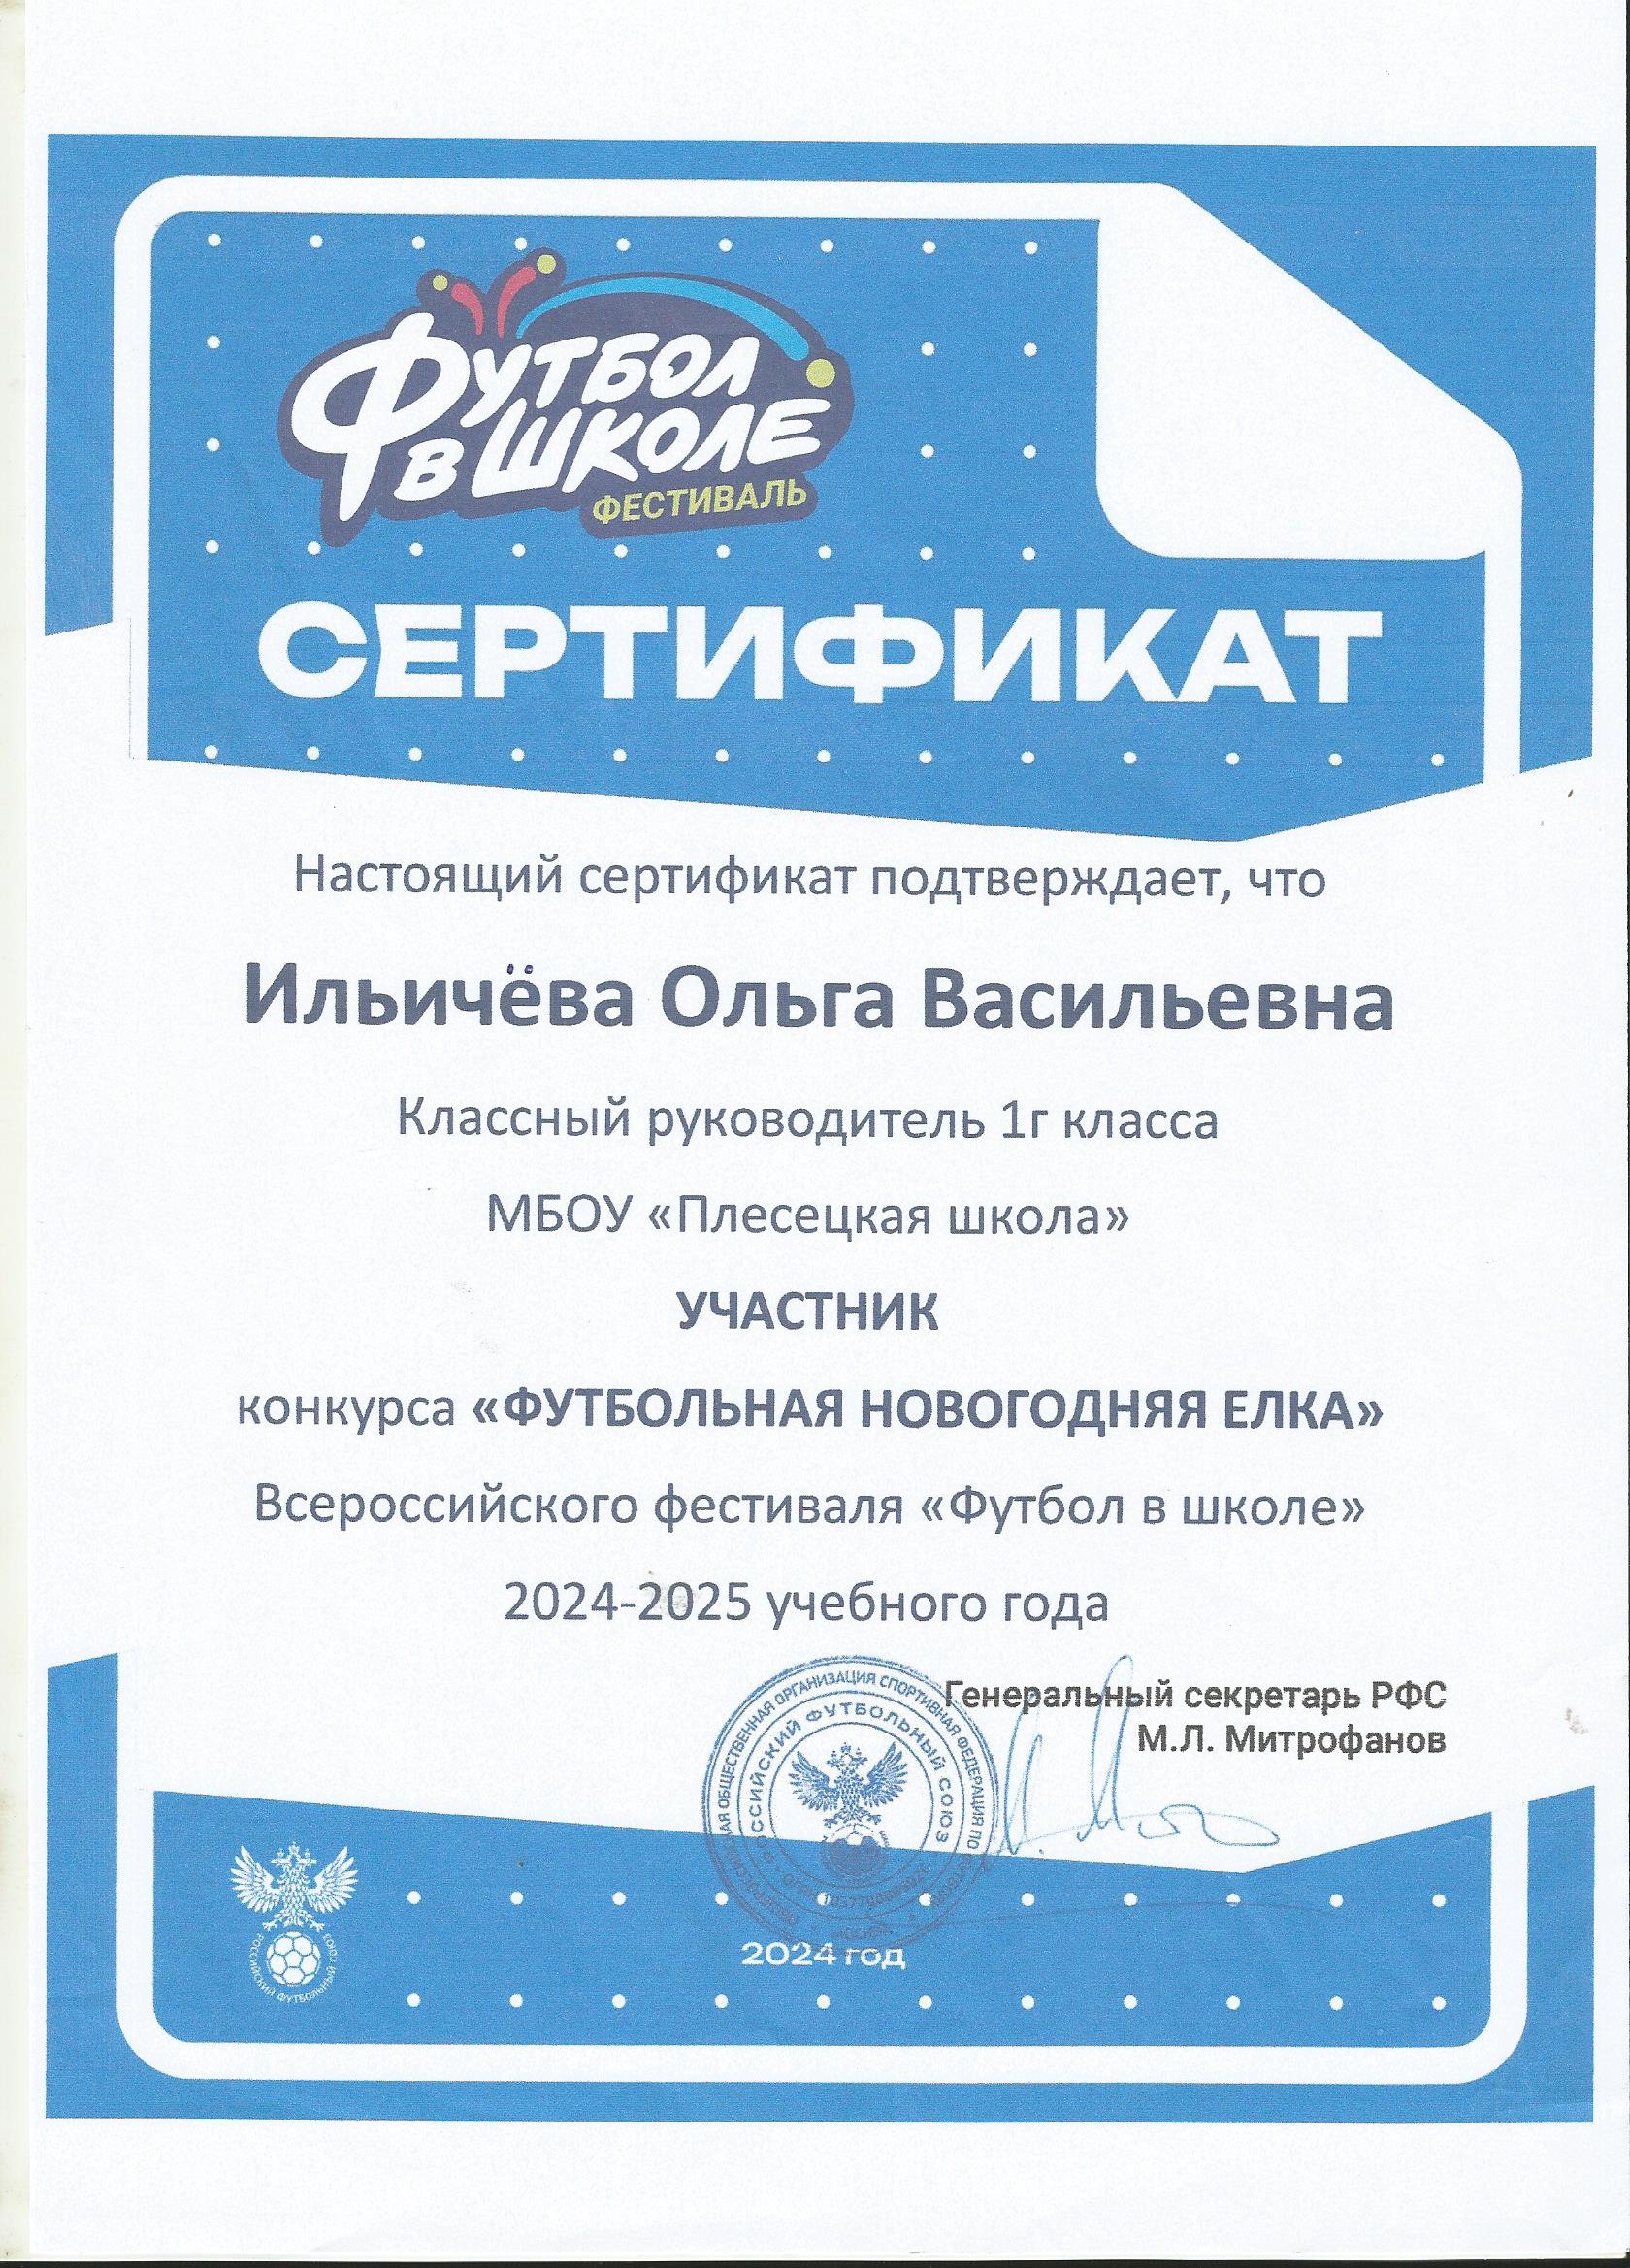 Футбол
в школе
ФЕСТИВАЛЬ
СЕРТИФИКАТ
Настоящий сертификат подтверждает, что
Ильичёва Ольга Васильевна
Классный руководитель 1г класса
МБОУ «Плесецкая школа»
УЧАСТНИК
конкурса «ФУТБОЛЬНАЯ НОВОГОДНЯЯ ЕЛКА»
Всероссийского фестиваля «Футбол в школе»
2024-2025 учебного года
Генеральный секретарь РФС
М.Л. Митрофанов
ОБЩЕСТВЕННАЯ ОРГАНИЗАЦИЯ СПОРТИВНАЯ ФЕДЕРАЦИЯ ПО
РОССИЙСКИЙ ФУТБОЛЬНЫЙ СОЮЗ
РОССИЙСКИЙ ФУТБОЛЬНЫЙ СОЮЗ
2024 год